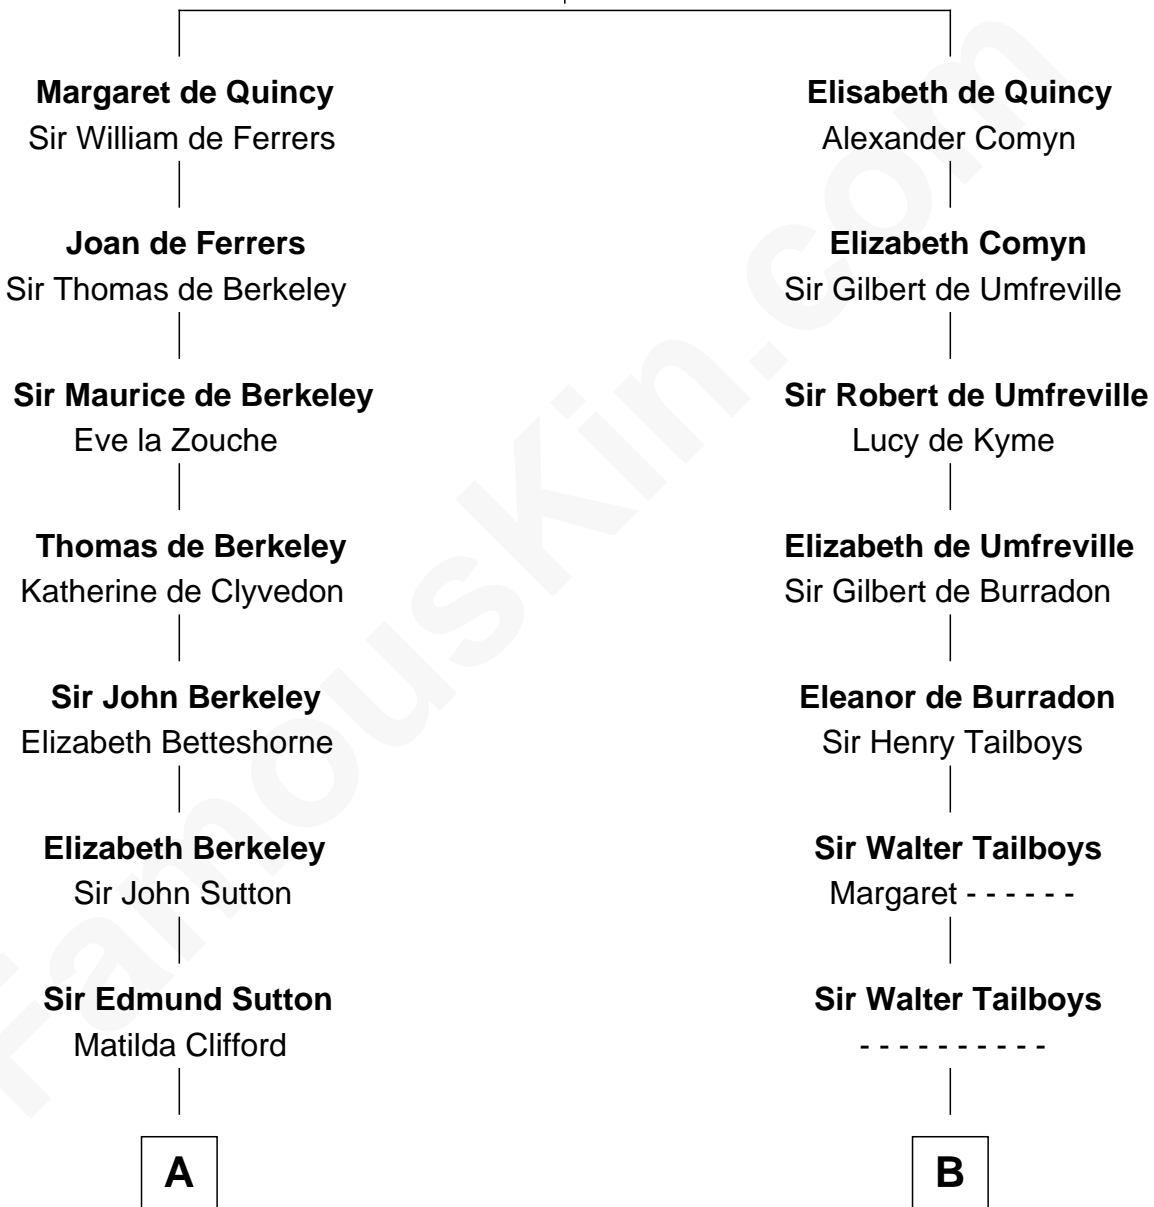 Margaret de Quincy
Sir William de Ferrers
Joan de Ferrers
Sir Thomas de Berkeley
Sir Maurice de Berkeley
Eve la Zouche
Thomas de Berkeley
Katherine de Clyvedon
Sir John Berkeley
Elizabeth Betteshorne
Elizabeth Berkeley
Sir John Sutton
Sir Edmund Sutton
Matilda Clifford
A
Elisabeth de Quincy
Alexander Comyn
Elizabeth Comyn
Sir Gilbert de Umfreville
Sir Robert de Umfreville
Lucy de Kyme
Elizabeth de Umfreville
Sir Gilbert de Burradon
Eleanor de Burradon
Sir Henry Tailboys
Sir Walter Tailboys
Margaret - - - - - -
Sir Walter Tailboys
- - - - - - - - - -
B
FamousKin.com